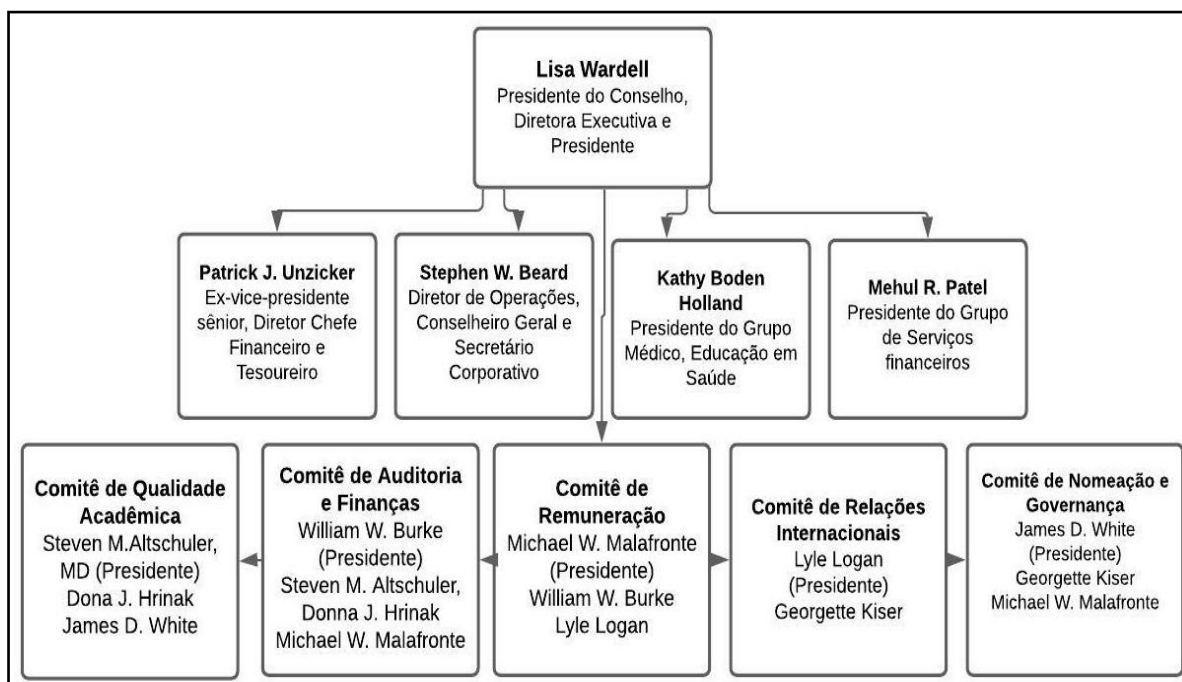 Lisa Wardell
Presidente do Conselho,
Diretora Executiva e
Presidente
Patrick J. Unzicker
Ex-vice-presidente
sênior, Diretor Chefe
Financeiro e
Tesoureiro
Stephen W. Beard
Diretor de Operações,
Conselheiro Geral e
Secretário
Corporativo
Kathy Boden
Holland
Presidente do Grupo
Médico, Educação em
Saúde
Mehul R. Patel
Presidente do Grupo
de Serviços
financeiros
Comitê de Qualidade
Acadêmica
Steven M.Altschuler,
MD (Presidente)
Dona J. Hrinak
James D. White
Comitê de Auditoria
e Finanças
William W. Burke
(Presidente)
Steven M. Altschuler,
Donna J. Hrinak
Michael W. Malafronte
Comitê de
Remuneração
Michael W. Malafronte
(Presidente)
William W. Burke
Lyle Logan
Comitê de Relações
Internacionais
Lyle Logan
(Presidente)
Georgette Kiser
Comitê de Nomeação e
Governança
James D. White
(Presidente)
Georgette Kiser
Michael W. Malafronte